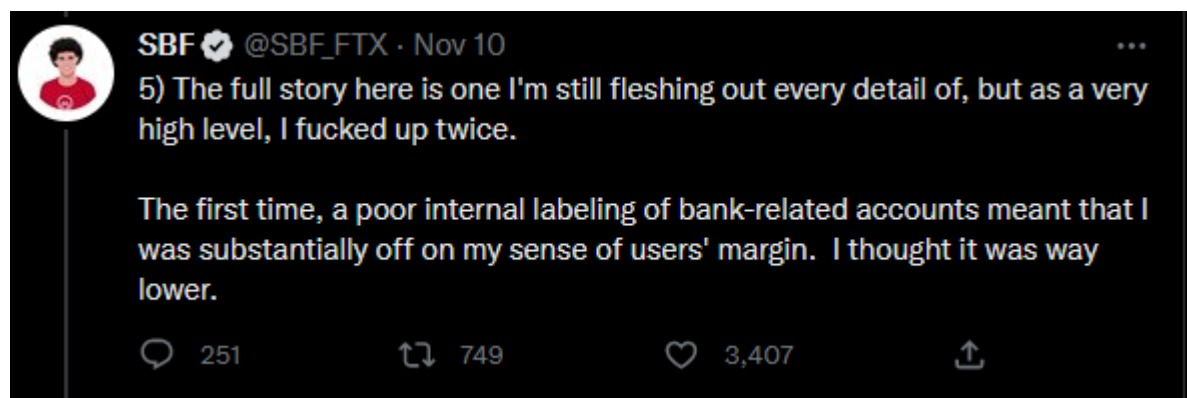 SBF @SBF_FTX · Nov 10
5) The full story here is one I'm still fleshing out every detail of, but as a very
high level, I fucked up twice.
The first time, a poor internal labeling of bank-related accounts meant that I
was substantially off on my sense of users' margin.  I thought it was way
lower.
251 749 3,407